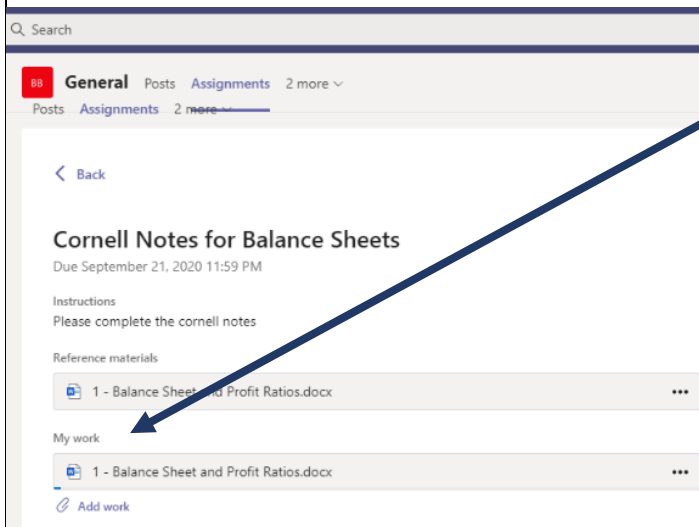 Search
BB General Posts Assignments 2 more
Posts Assignments 2 more
Back
Cornell Notes for Balance Sheets
Due September 21, 2020 11:59 PM
Instructions
Please complete the cornell notes
Reference materials
1 - Balance Sheet and Profit Ratios.docx
My work
1 - Balance Sheet and Profit Ratios.docx
Add work